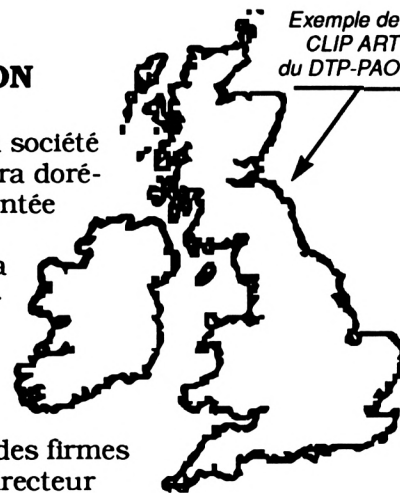 Exemple de
CLIP ART
du DTP-PAO
ON
société
ra doré-
ntée
a
des firmes
recteur